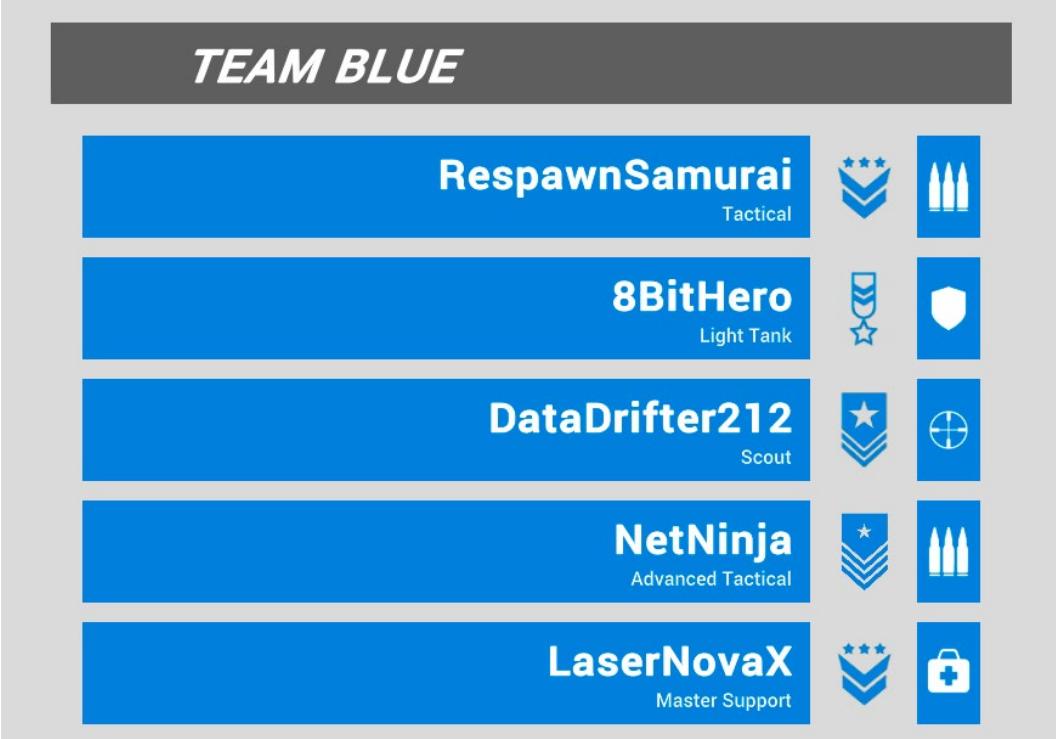 TEAM BLUE
RespawnSamurai
Tactical
8BitHero
Light Tank
DataDrifter212
Scout
NetNinja
Advanced Tactical
LaserNovaX
Master Support